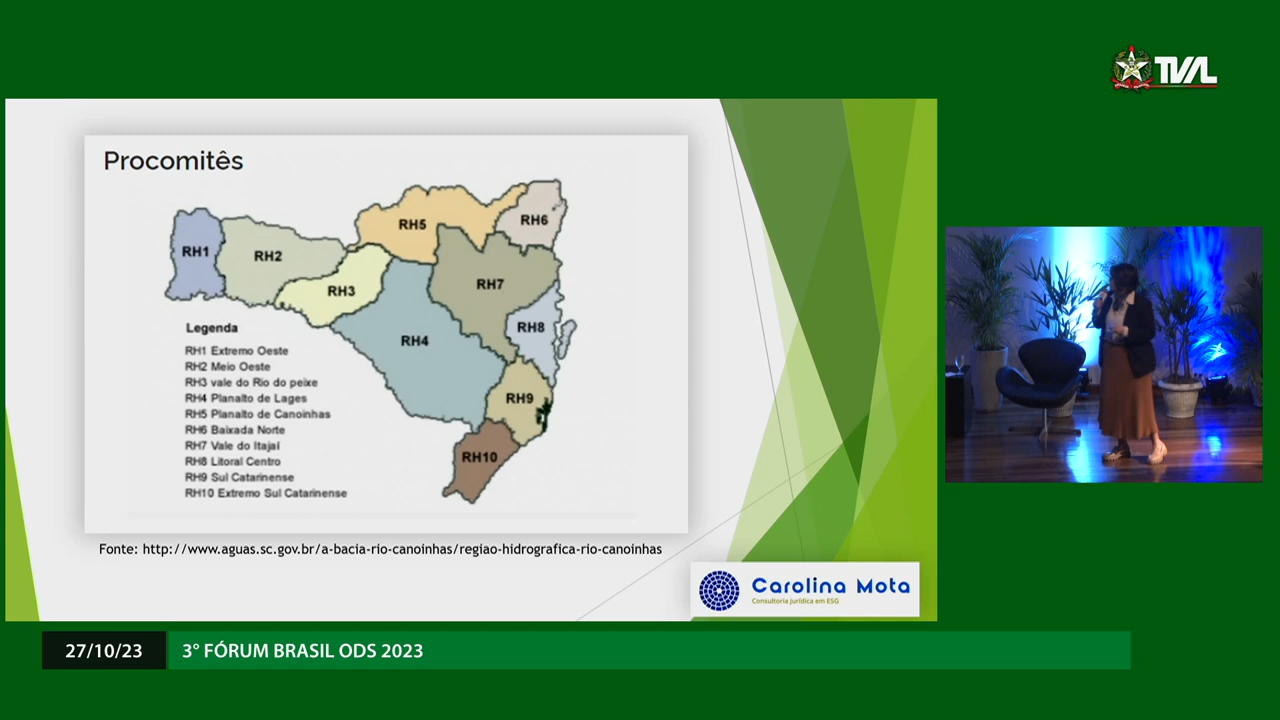 TVAL
Procomitês
RH1
RH2
RH3
RH4
RH5
RH6
RH7
RH8
RH9
RH10
Legenda
RH1 Extremo Oeste
RH2 Meio Oeste
RH3 vale do Rio do peixe
RH4 Planalto de Lages
RH5 Planalto de Canoinhas
RH6 Baixada Norte
RH7 Vale do Itajaí
RH8 Litoral Centro
RH9 Sul Catarinense
RH10 Extremo Sul Catarinense
Fonte: http://www.aguas.sc.gov.br/a-bacia-rio-canoinhas/regiao-hidrografica-rio-canoinhas
Carolina Mota
Consultoria Jurídica em ESG
27/10/23
3° FÓRUM BRASIL ODS 2023